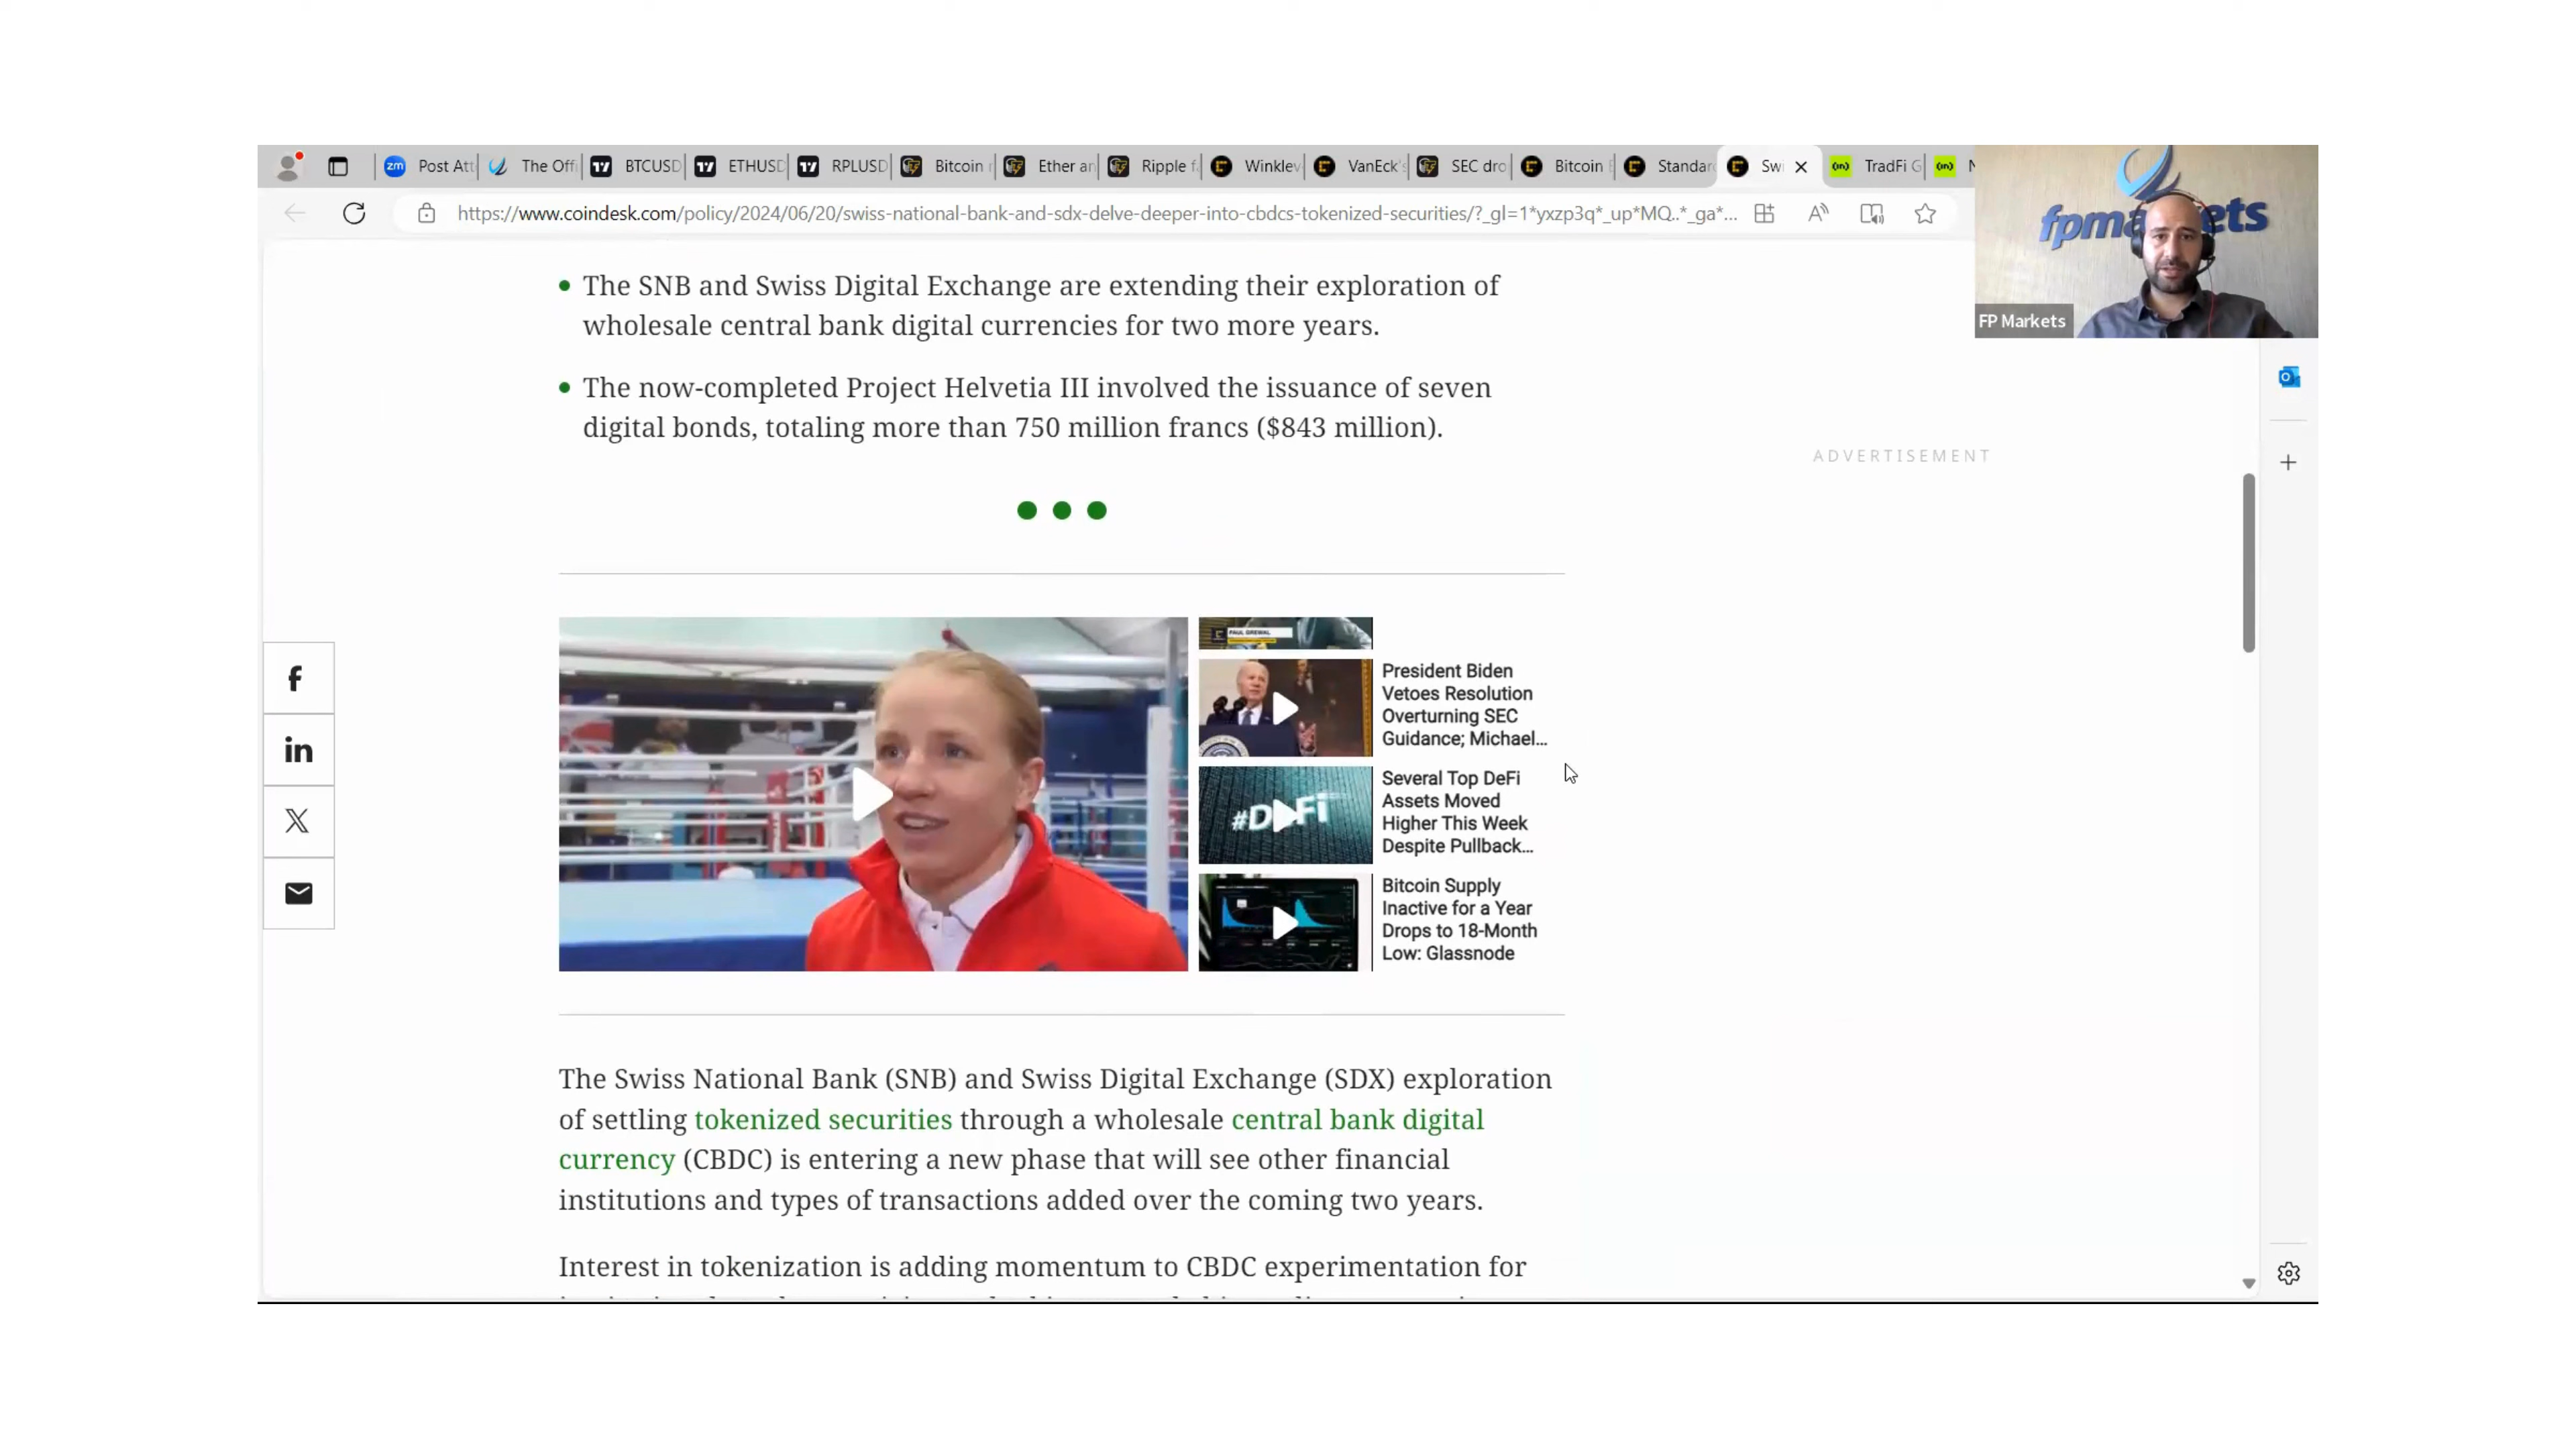 Post Att
The Offi
BTCUSD
ETHUSD
RPLUSD
Bitcoin r
Ether an
Ripple f
Winklev
VanEck's
SEC dro
Bitcoin E
Standar
Swi
TradFi G
N
https://www.coindesk.com/policy/2024/06/20/swiss-national-bank-and-sdx-delve-deeper-into-cbdcs-tokenized-securities/?_gl=1*yxzp3q*_up*MQ..*_ga*...
FP Markets
The SNB and Swiss Digital Exchange are extending their exploration of
wholesale central bank digital currencies for two more years.
The now-completed Project Helvetia III involved the issuance of seven
digital bonds, totaling more than 750 million francs ($843 million).
ADVERTISEMENT
PAUL GREWAL
President Biden
Vetoes Resolution
Overturning SEC
Guidance; Michael...
Several Top DeFi
Assets Moved
Higher This Week
Despite Pullback...
Bitcoin Supply
Inactive for a Year
Drops to 18-Month
Low: Glassnode
The Swiss National Bank (SNB) and Swiss Digital Exchange (SDX) exploration
of settling tokenized securities through a wholesale central bank digital
currency (CBDC) is entering a new phase that will see other financial
institutions and types of transactions added over the coming two years.
Interest in tokenization is adding momentum to CBDC experimentation for